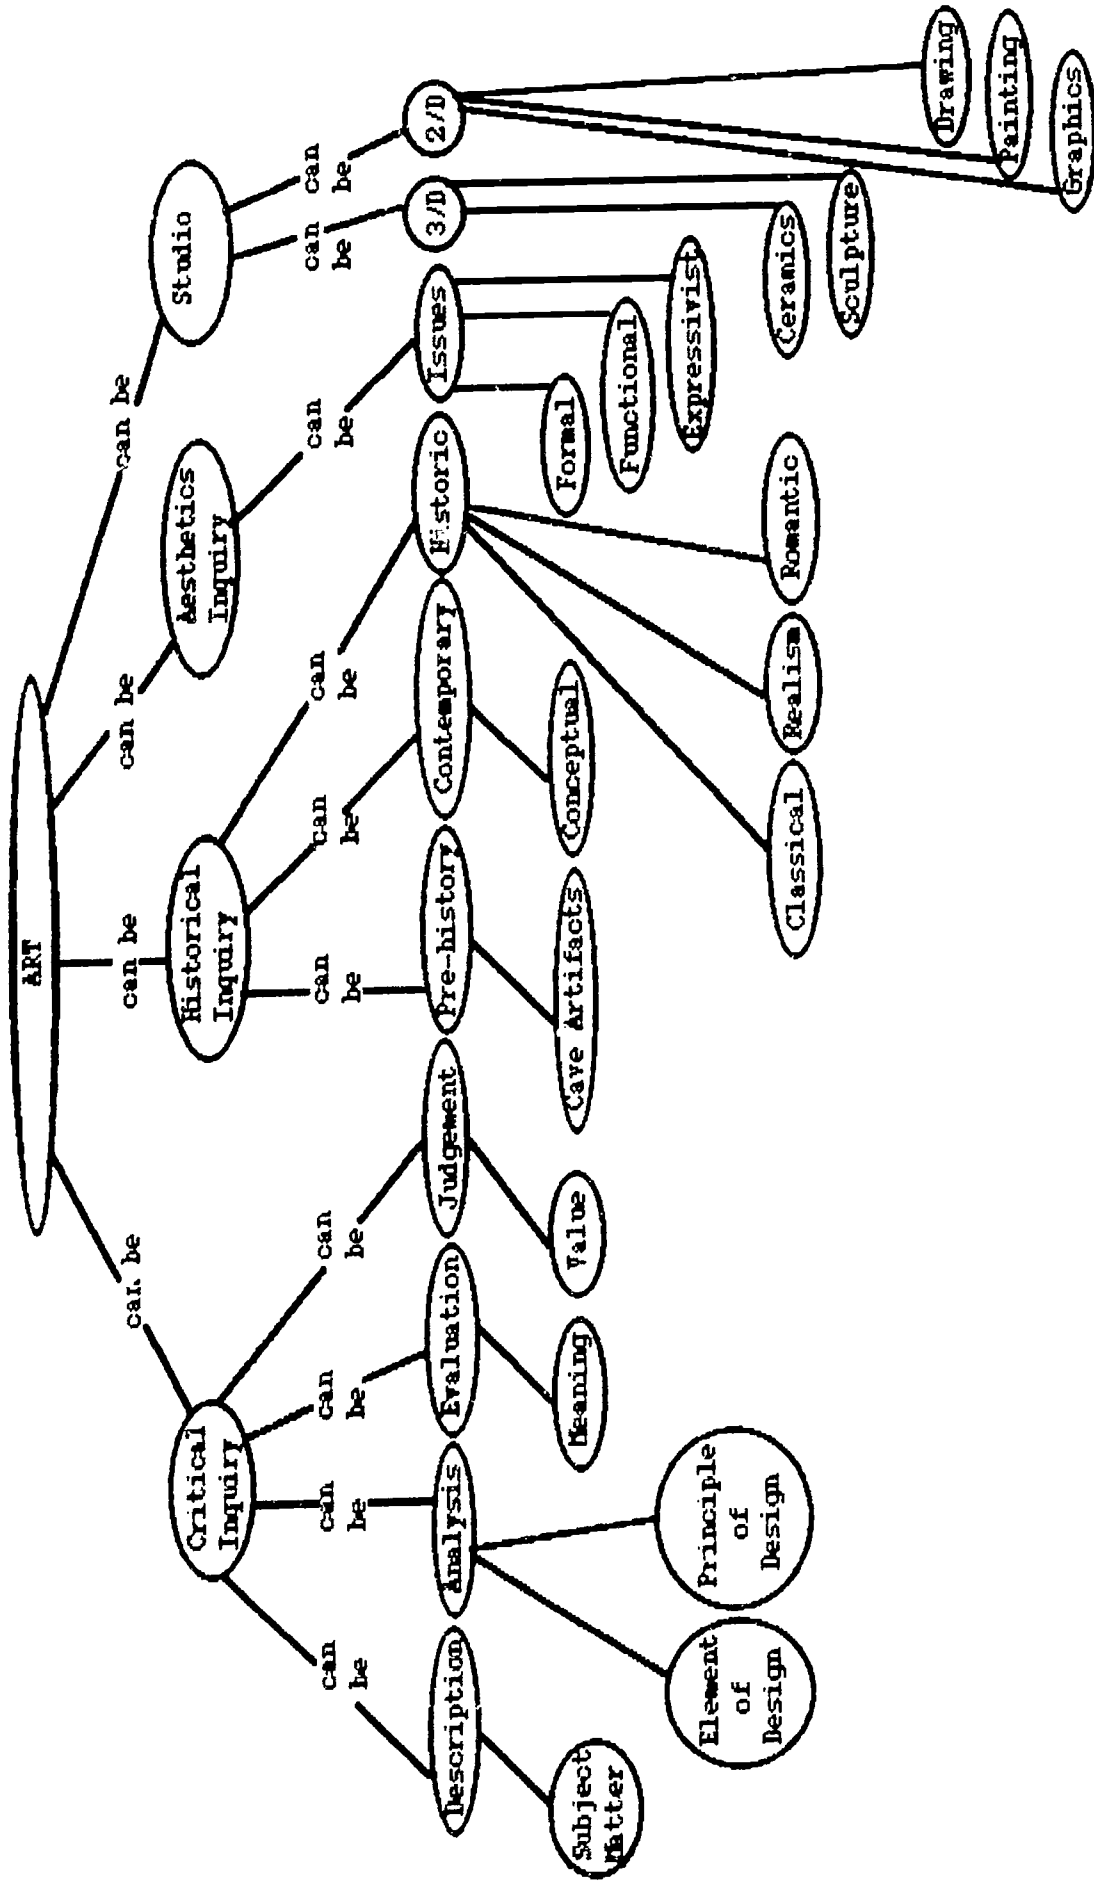 ART
can be
can be
can be
can be
Critical
Inquiry
Historical
Inquiry
Aesthetics
Inquiry
Studio
can
be
can
be
can
be
can
be
can
be
can
be
can
be
can
be
can
be
can
be
Description
Analysis
Evaluation
Judgement
Pre-history
Contemporary
Historic
Issues
3/D
2/D
Subject
Matter
Element
of
Design
Principle
of
Design
Meaning
Value
Cave Artifacts
Conceptual
Classical
Realism
Romantic
Formal
Functional
Expressivist
Ceramics
Sculpture
Drawing
Painting
Graphics